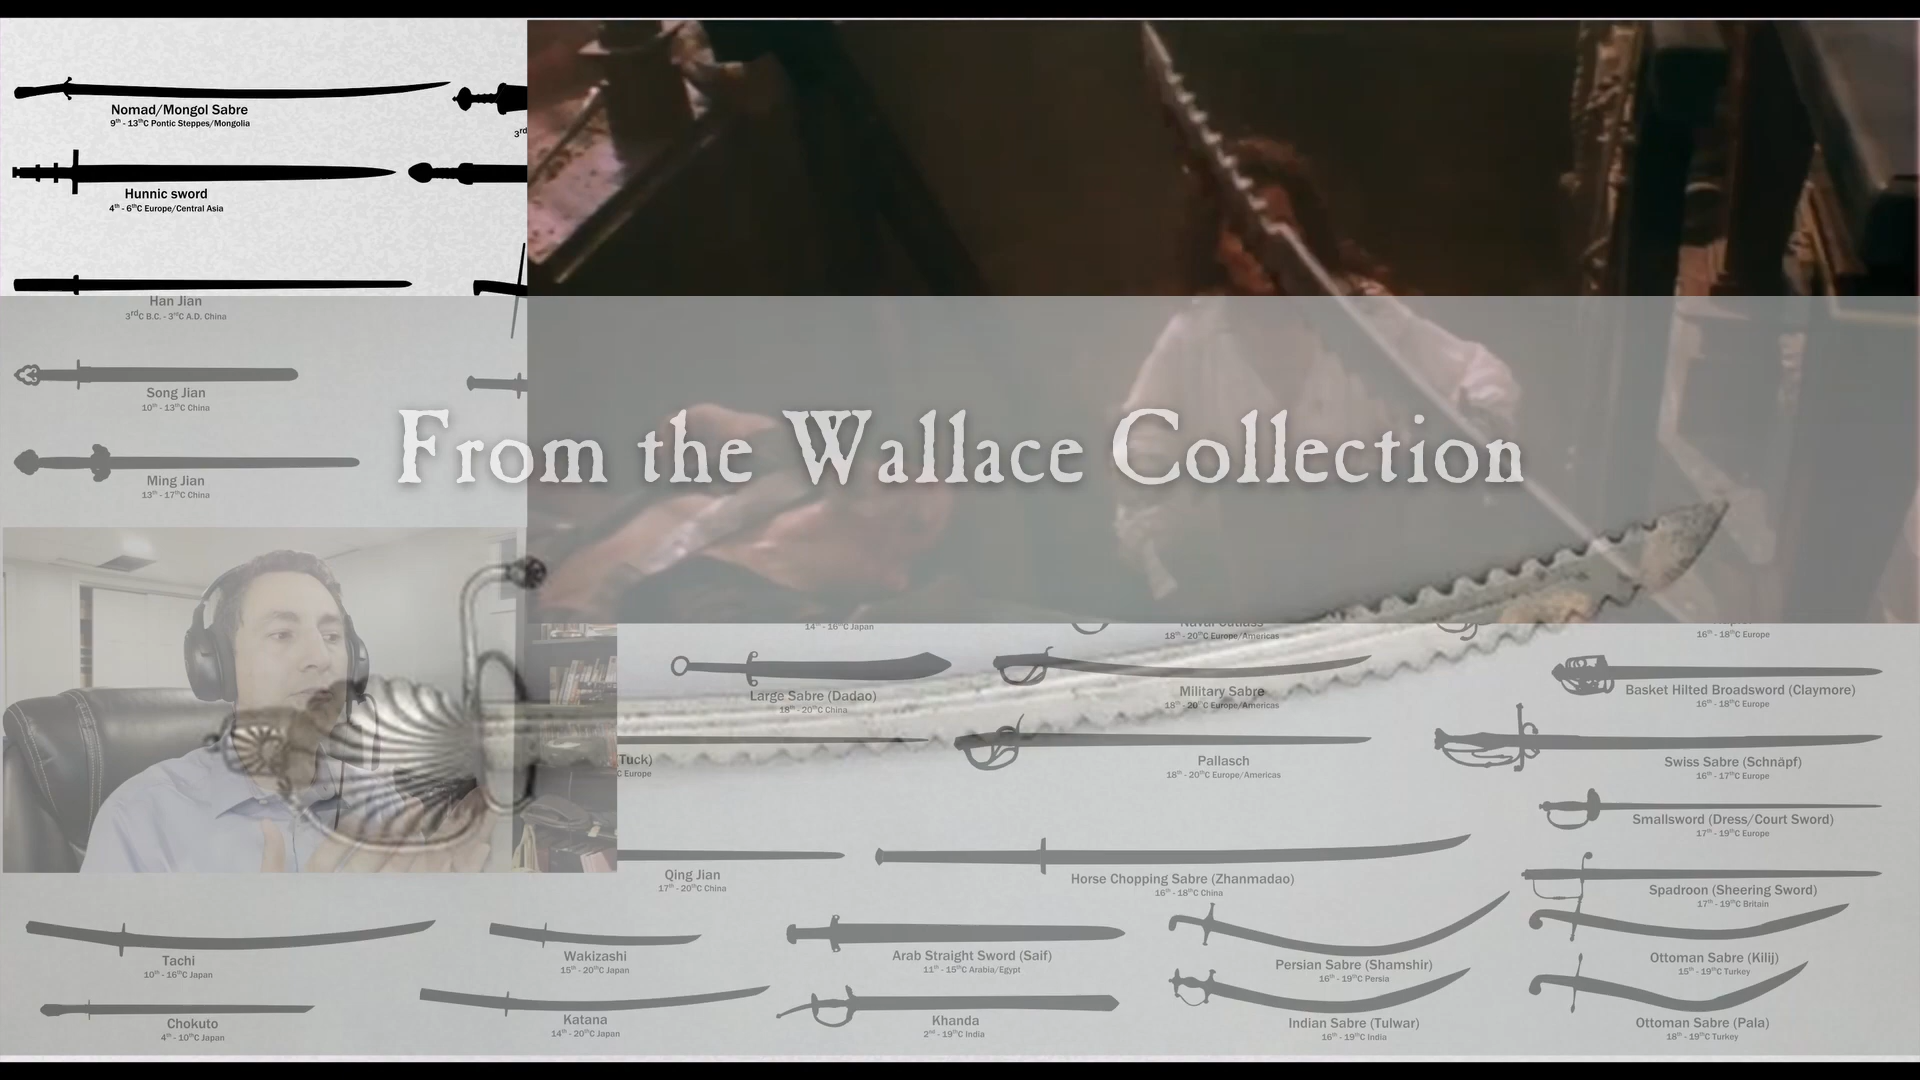 Nomad/Mongol Sabre
9th - 13thC Pontic Steppes/Mongolia
3rd
Hunnic sword
4th - 6thC Europe/Central Asia
Han Jian
3rdC B.C. - 3rdC A.D. China
Song Jian
10th - 13thC China
From the Wallace Collection
Ming Jian
13th - 17thC China
14th - 16thC Japan
Naval Cutlass
18th - 20thC Europe/Americas
16th - 18thC Europe
Large Sabre (Dadao)
18th - 20thC China
Military Sabre
18th - 20thC Europe/Americas
Basket Hilted Broadsword (Claymore)
16th - 18thC Europe
Tuck)
C Europe
Pallasch
18th - 20thC Europe/Americas
Swiss Sabre (Schnäpf)
16th - 17thC Europe
Smallsword (Dress/Court Sword)
17th - 19thC Europe
Qing Jian
17th - 20thC China
Horse Chopping Sabre (Zhanmadao)
16th - 18thC China
Spadroon (Sheering Sword)
17th - 19thC Britain
Tachi
10th - 16thC Japan
Wakizashi
15th - 20thC Japan
Arab Straight Sword (Saif)
11th - 15thC Arabia/Egypt
Persian Sabre (Shamshir)
16th - 19thC Persia
Ottoman Sabre (Kilij)
15th - 19thC Turkey
Chokuto
4th - 10thC Japan
Katana
14th - 20thC Japan
Khanda
2nd - 19thC India
Indian Sabre (Tulwar)
16th - 19thC India
Ottoman Sabre (Pala)
18th - 19thC Turkey